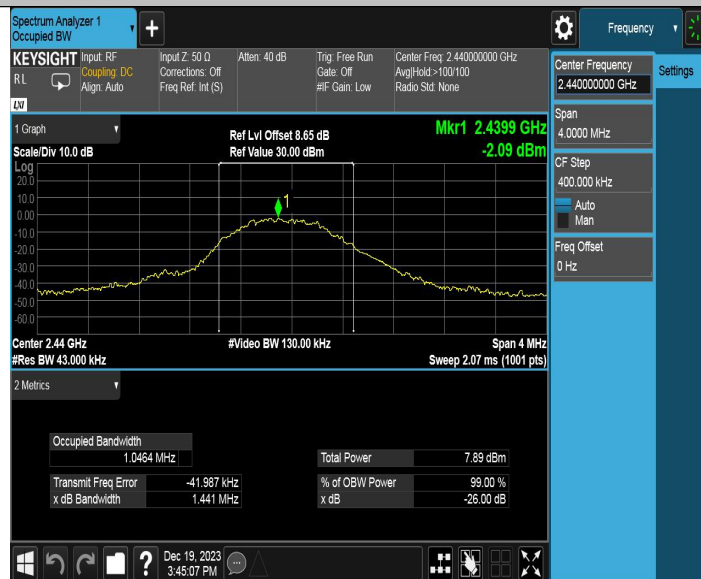 Spectrum Analyzer 1
Occupied BW
+
Frequency
KEYSIGHT
RL
LXI
Input: RF
Coupling: DC
Align: Auto
Input Z: 50 Ω
Corrections: Off
Freq Ref: Int (S)
Atten: 40 dB
Trig: Free Run
Gate: Off
#IF Gain: Low
Center Freq: 2.440000000 GHz
Avg|Hold:>100/100
Radio Std: None
Center Frequency
2.440000000 GHz
Settings
Span
4.0000 MHz
CF Step
400.000 kHz
Auto
Man
Freq Offset
0 Hz
1 Graph
Scale/Div 10.0 dB
Ref Lvl Offset 8.65 dB
Ref Value 30.00 dBm
Mkr1 2.4399 GHz
-2.09 dBm
Log
20.0
10.0
0.00
-10.0
-20.0
-30.0
-40.0
-50.0
-60.0
1
Center 2.44 GHz
#Res BW 43.000 kHz
#Video BW 130.00 kHz
Span 4 MHz
Sweep 2.07 ms (1001 pts)
2 Metrics
Occupied Bandwidth
1.0464 MHz
Total Power 7.89 dBm
Transmit Freq Error -41.987 kHz
% of OBW Power 99.00 %
x dB Bandwidth 1.441 MHz
x dB -26.00 dB
?
Dec 19, 2023
3:45:07 PM